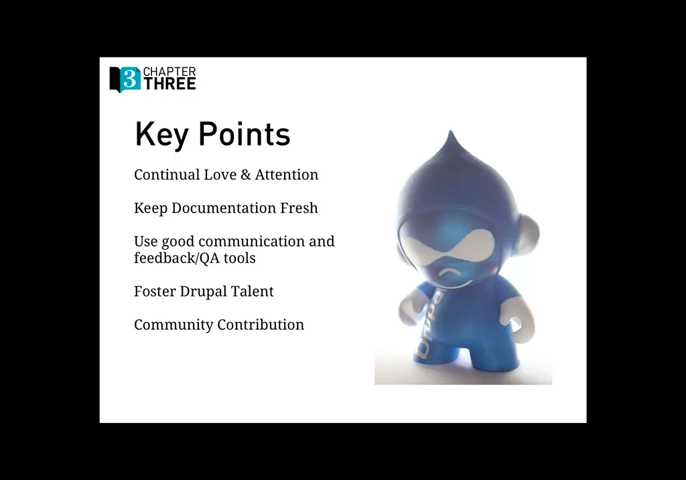 3 CHAPTER
THREE
Key Points
Continual Love & Attention
Keep Documentation Fresh
Use good communication and
feedback/QA tools
Foster Drupal Talent
Community Contribution